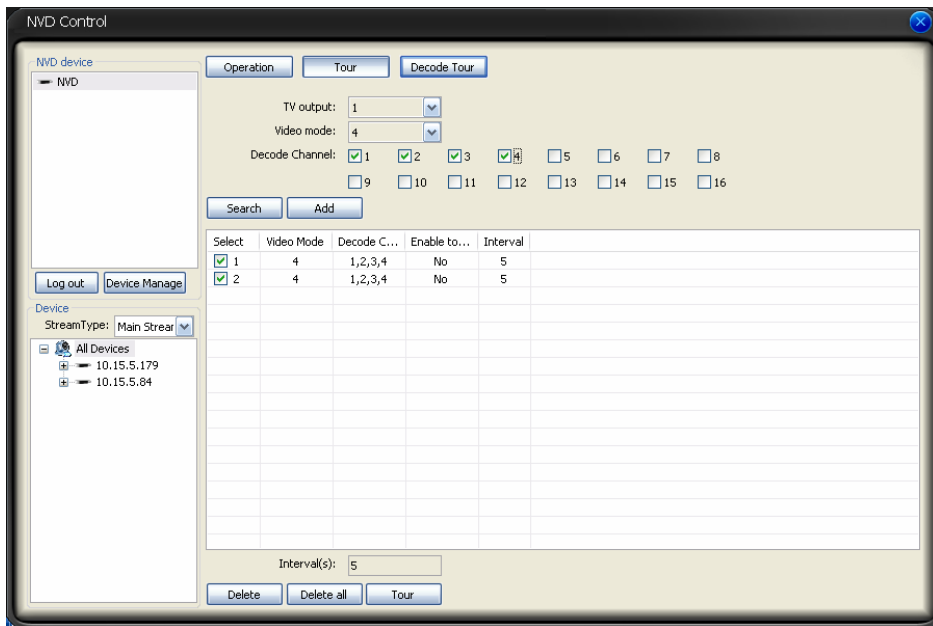 NVD Control
NVD device
NVD
Log out Device Manage
Device
StreamType: Main Strear
All Devices
10.15.5.179
10.15.5.84
Operation Tour Decode Tour
TV output: 1
Video mode: 4
Decode Channel: 1 2 3 4 5 6 7 8
9 10 11 12 13 14 15 16
Search Add
Select Video Mode Decode C... Enable to... Interval
1 4 1,2,3,4 No 5
2 4 1,2,3,4 No 5
Interval(s): 5
Delete Delete all Tour